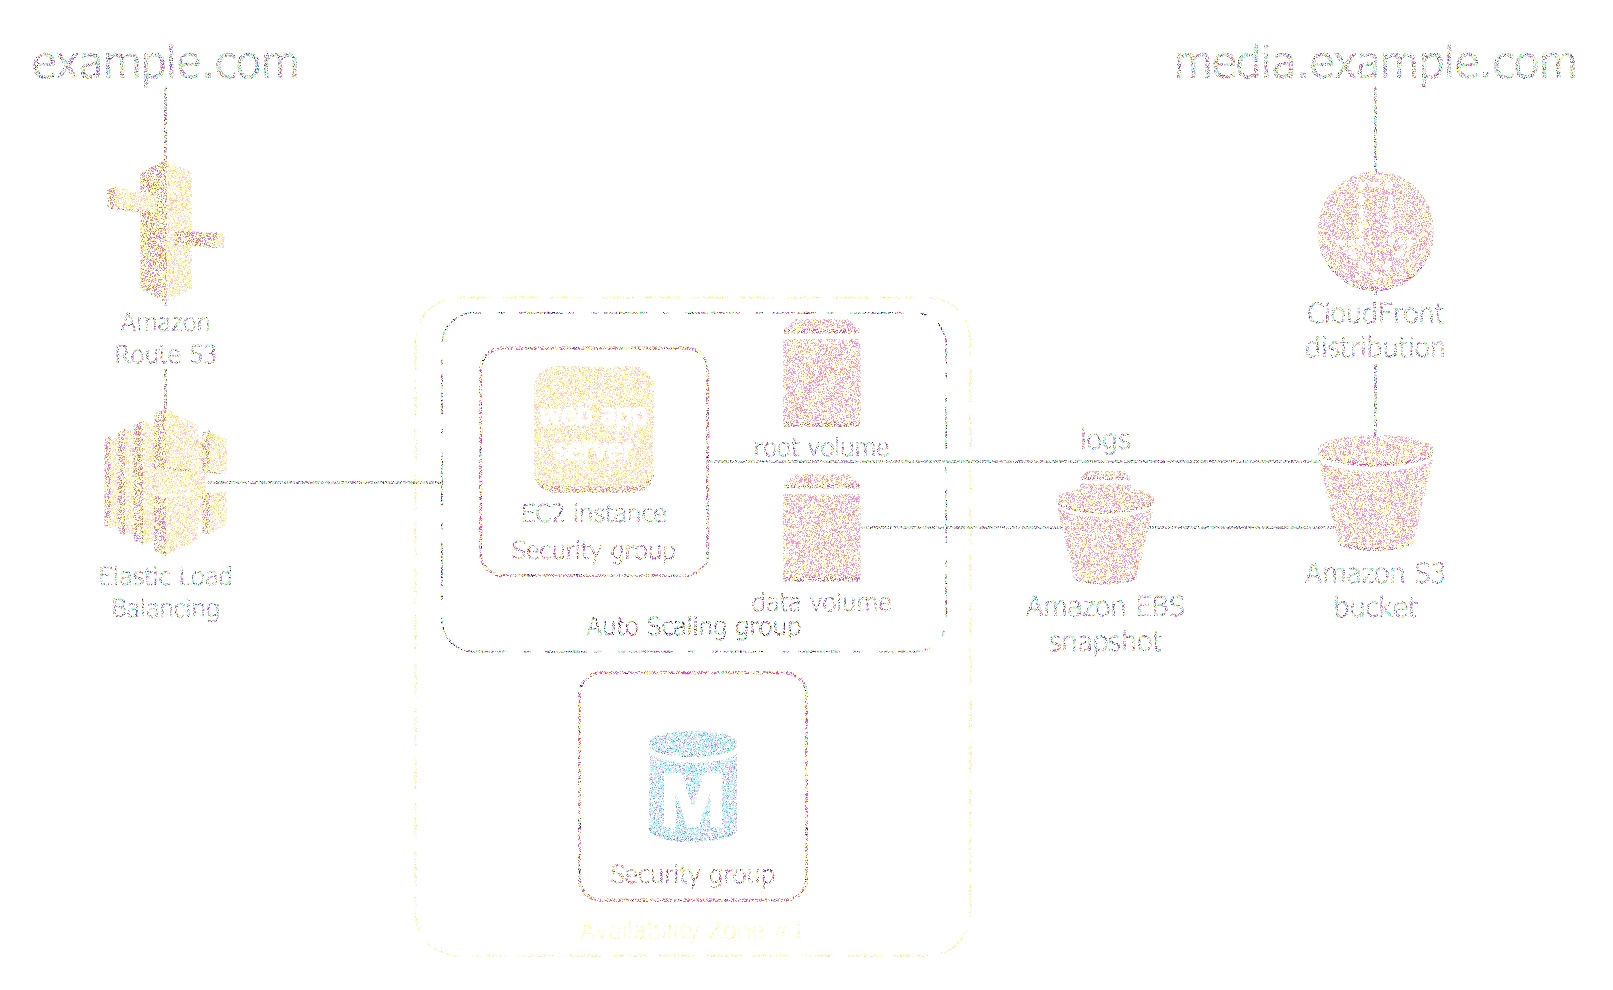 example.com
media.example.com
Amazon
Route 53
CloudFront
distribution
web app
server
root volume
logs
EC2 instance
Security group
Elastic Load
Balancing
data volume
Auto Scaling group
Amazon EBS
snapshot
Amazon S3
bucket
M
Security group
Availability Zone #1